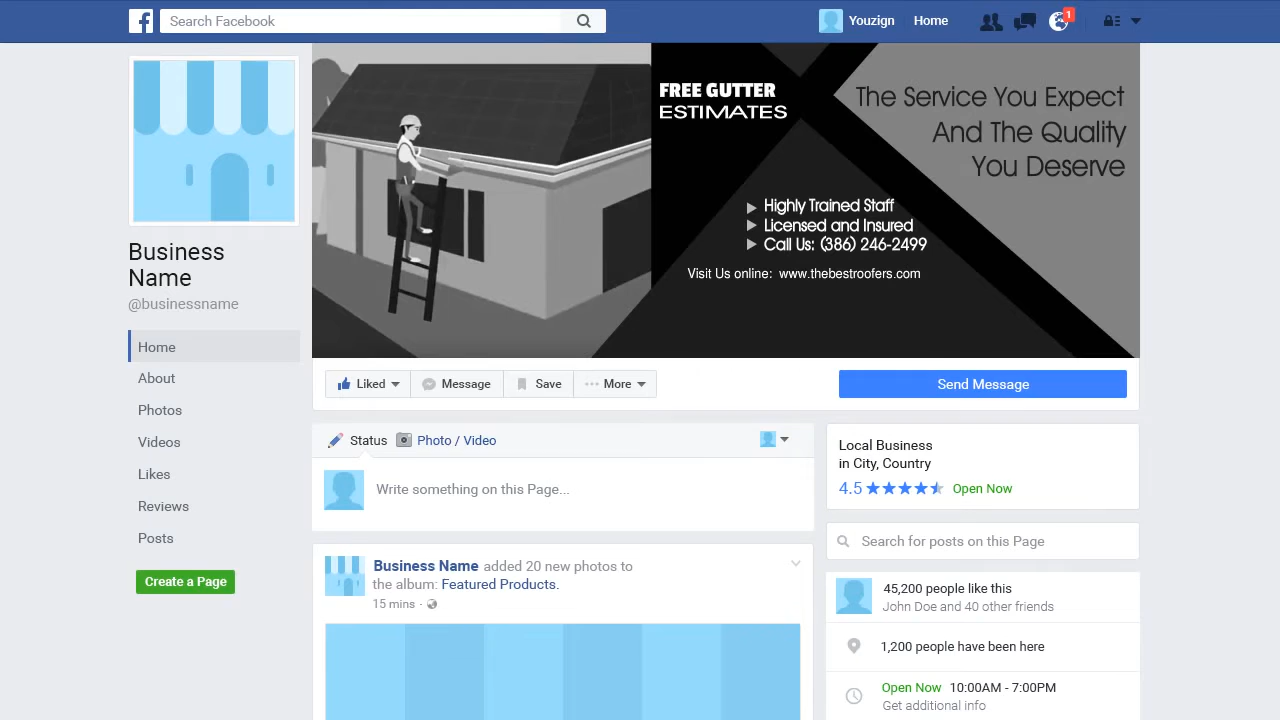 Search Facebook
Youzign
Home
1
FREE GUTTER
ESTIMATES
The Service You Expect
And The Quality
You Deserve
Highly Trained Staff
Licensed and Insured
Call Us: (386) 246-2499
Visit Us online: www.thebestroofers.com
Business
Name
@businessname
Home
About
Photos
Videos
Likes
Reviews
Posts
Create a Page
Liked
Message
Save
More
Send Message
Status
Photo / Video
Write something on this Page...
Business Name added 20 new photos to
the album: Featured Products.
15 mins ·
Local Business
in City, Country
4.5
Open Now
Search for posts on this Page
45,200 people like this
John Doe and 40 other friends
1,200 people have been here
Open Now 10:00AM - 7:00PM
Get additional info